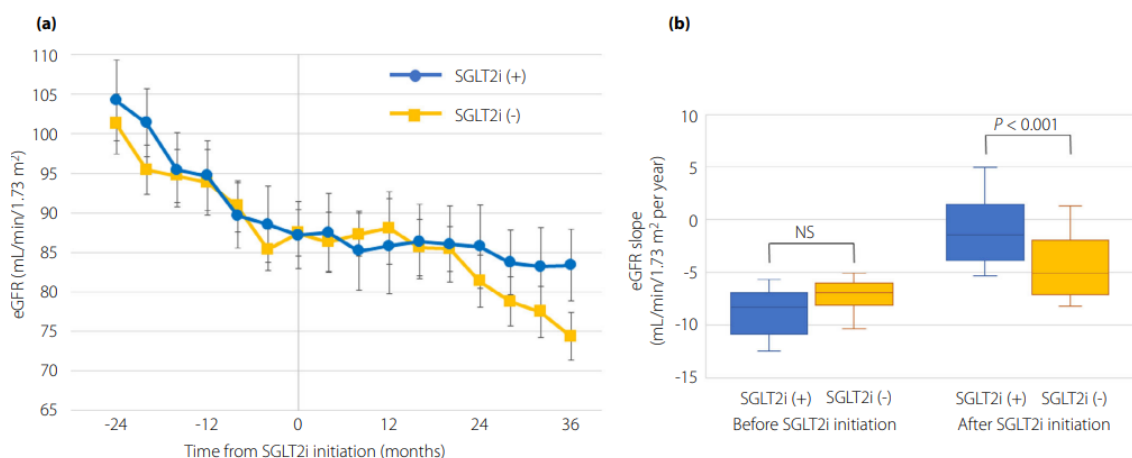 (a)
eGFR (mL/min/1.73 m²)
110
105
100
95
90
85
80
75
70
65
SGLT2i (+)
SGLT2i (-)
-24
-12
0
12
24
36
Time from SGLT2i initiation (months)
(b)
eGFR slope
(mL/min/1.73 m² per year)
10
5
0
-5
-10
-15
NS
P < 0.001
SGLT2i (+)
SGLT2i (-)
Before SGLT2i initiation
SGLT2i (+)
SGLT2i (-)
After SGLT2i initiation